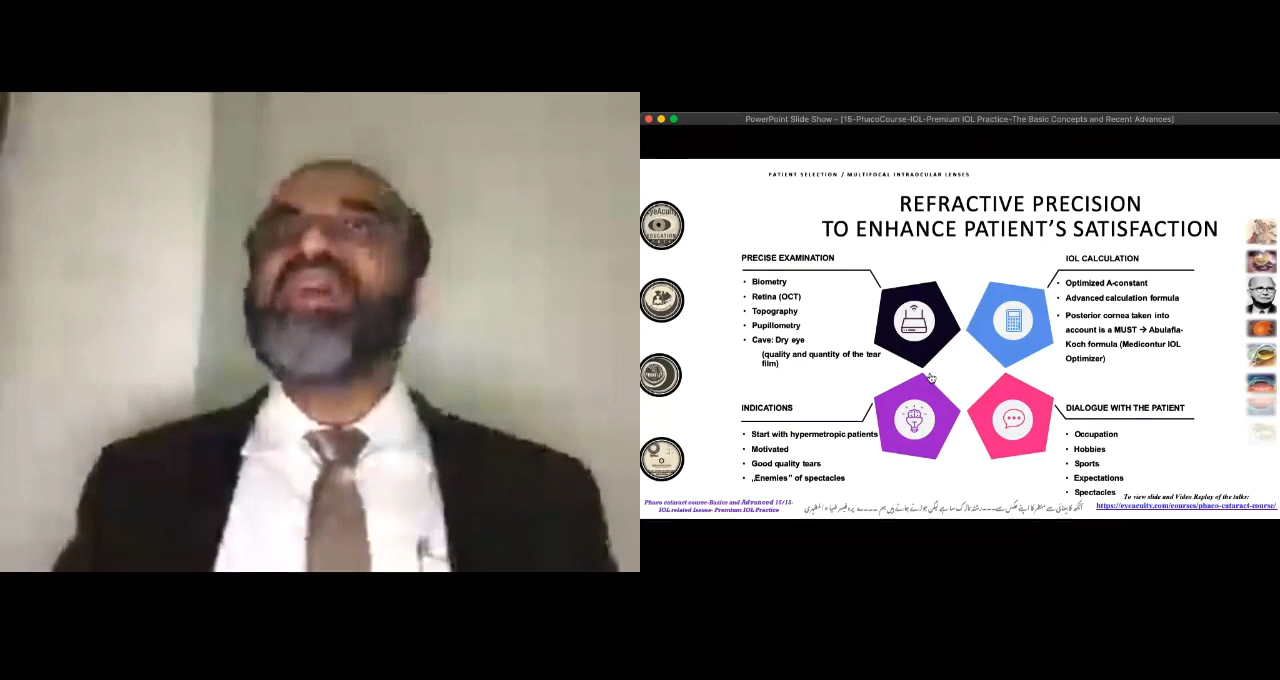 PowerPoint Slide Show – [15-PhacoCourse-IOL-Premium IOL Practice-The Basic Concepts and Recent Advances]
PATIENT SELECTION / MULTIFOCAL INTRAOCULAR LENSES
REFRACTIVE PRECISION
TO ENHANCE PATIENT’S SATISFACTION
PRECISE EXAMINATION
• Biometry
• Retina (OCT)
• Topography
• Pupillometry
• Cave: Dry eye
(quality and quantity of the tear
film)
IOL CALCULATION
• Optimized A-constant
• Advanced calculation formula
• Posterior cornea taken into
account is a MUST → Abulafia-
Koch formula (Medicontur IOL
Optimizer)
INDICATIONS
• Start with hypermetropic patients
• Motivated
• Good quality tears
• „Enemies” of spectacles
DIALOGUE WITH THE PATIENT
• Occupation
• Hobbies
• Sports
• Expectations
• Spectacles
EyeAcuity
EDUCATION
Phaco cataract course-Basics and Advanced 15/15-
IOL related Issues- Premium IOL Practice
To view slide and Video Replay of the talks:
https://eyeacuity.com/courses/phaco-cataract-course/